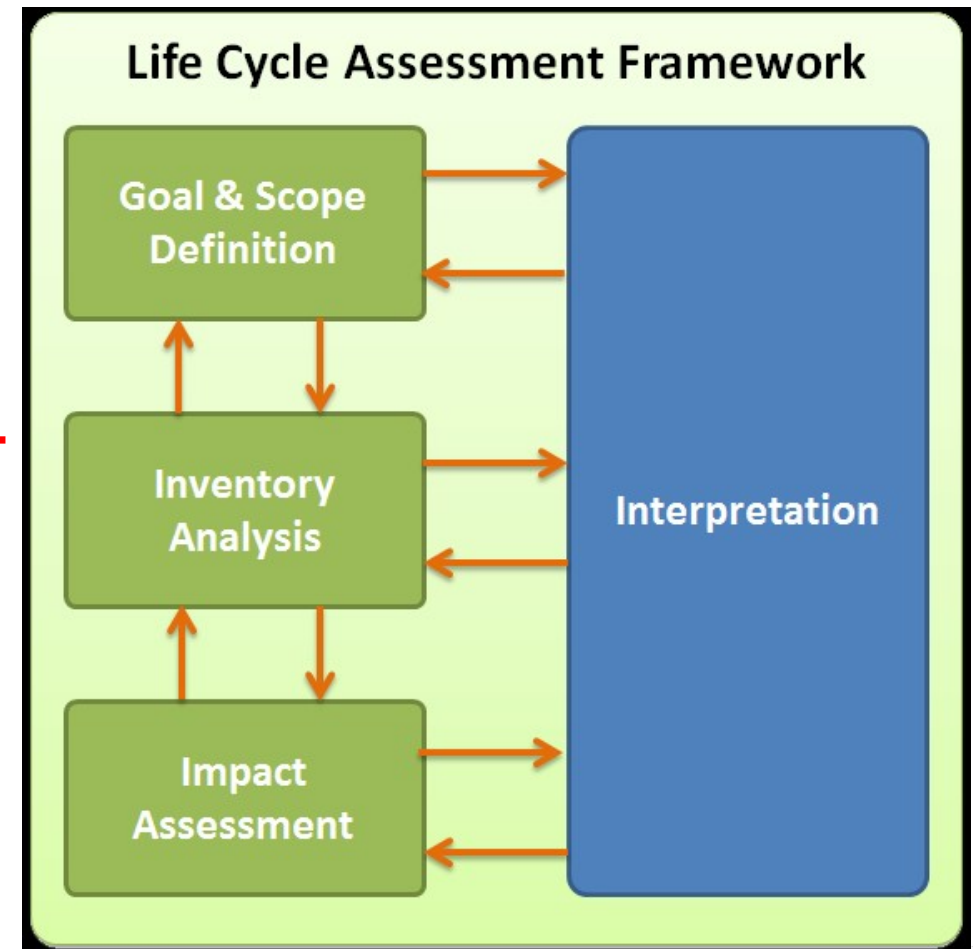 Life Cycle Assessment Framework
Goal & Scope
Definition
Inventory
Analysis
Interpretation
Impact
Assessment